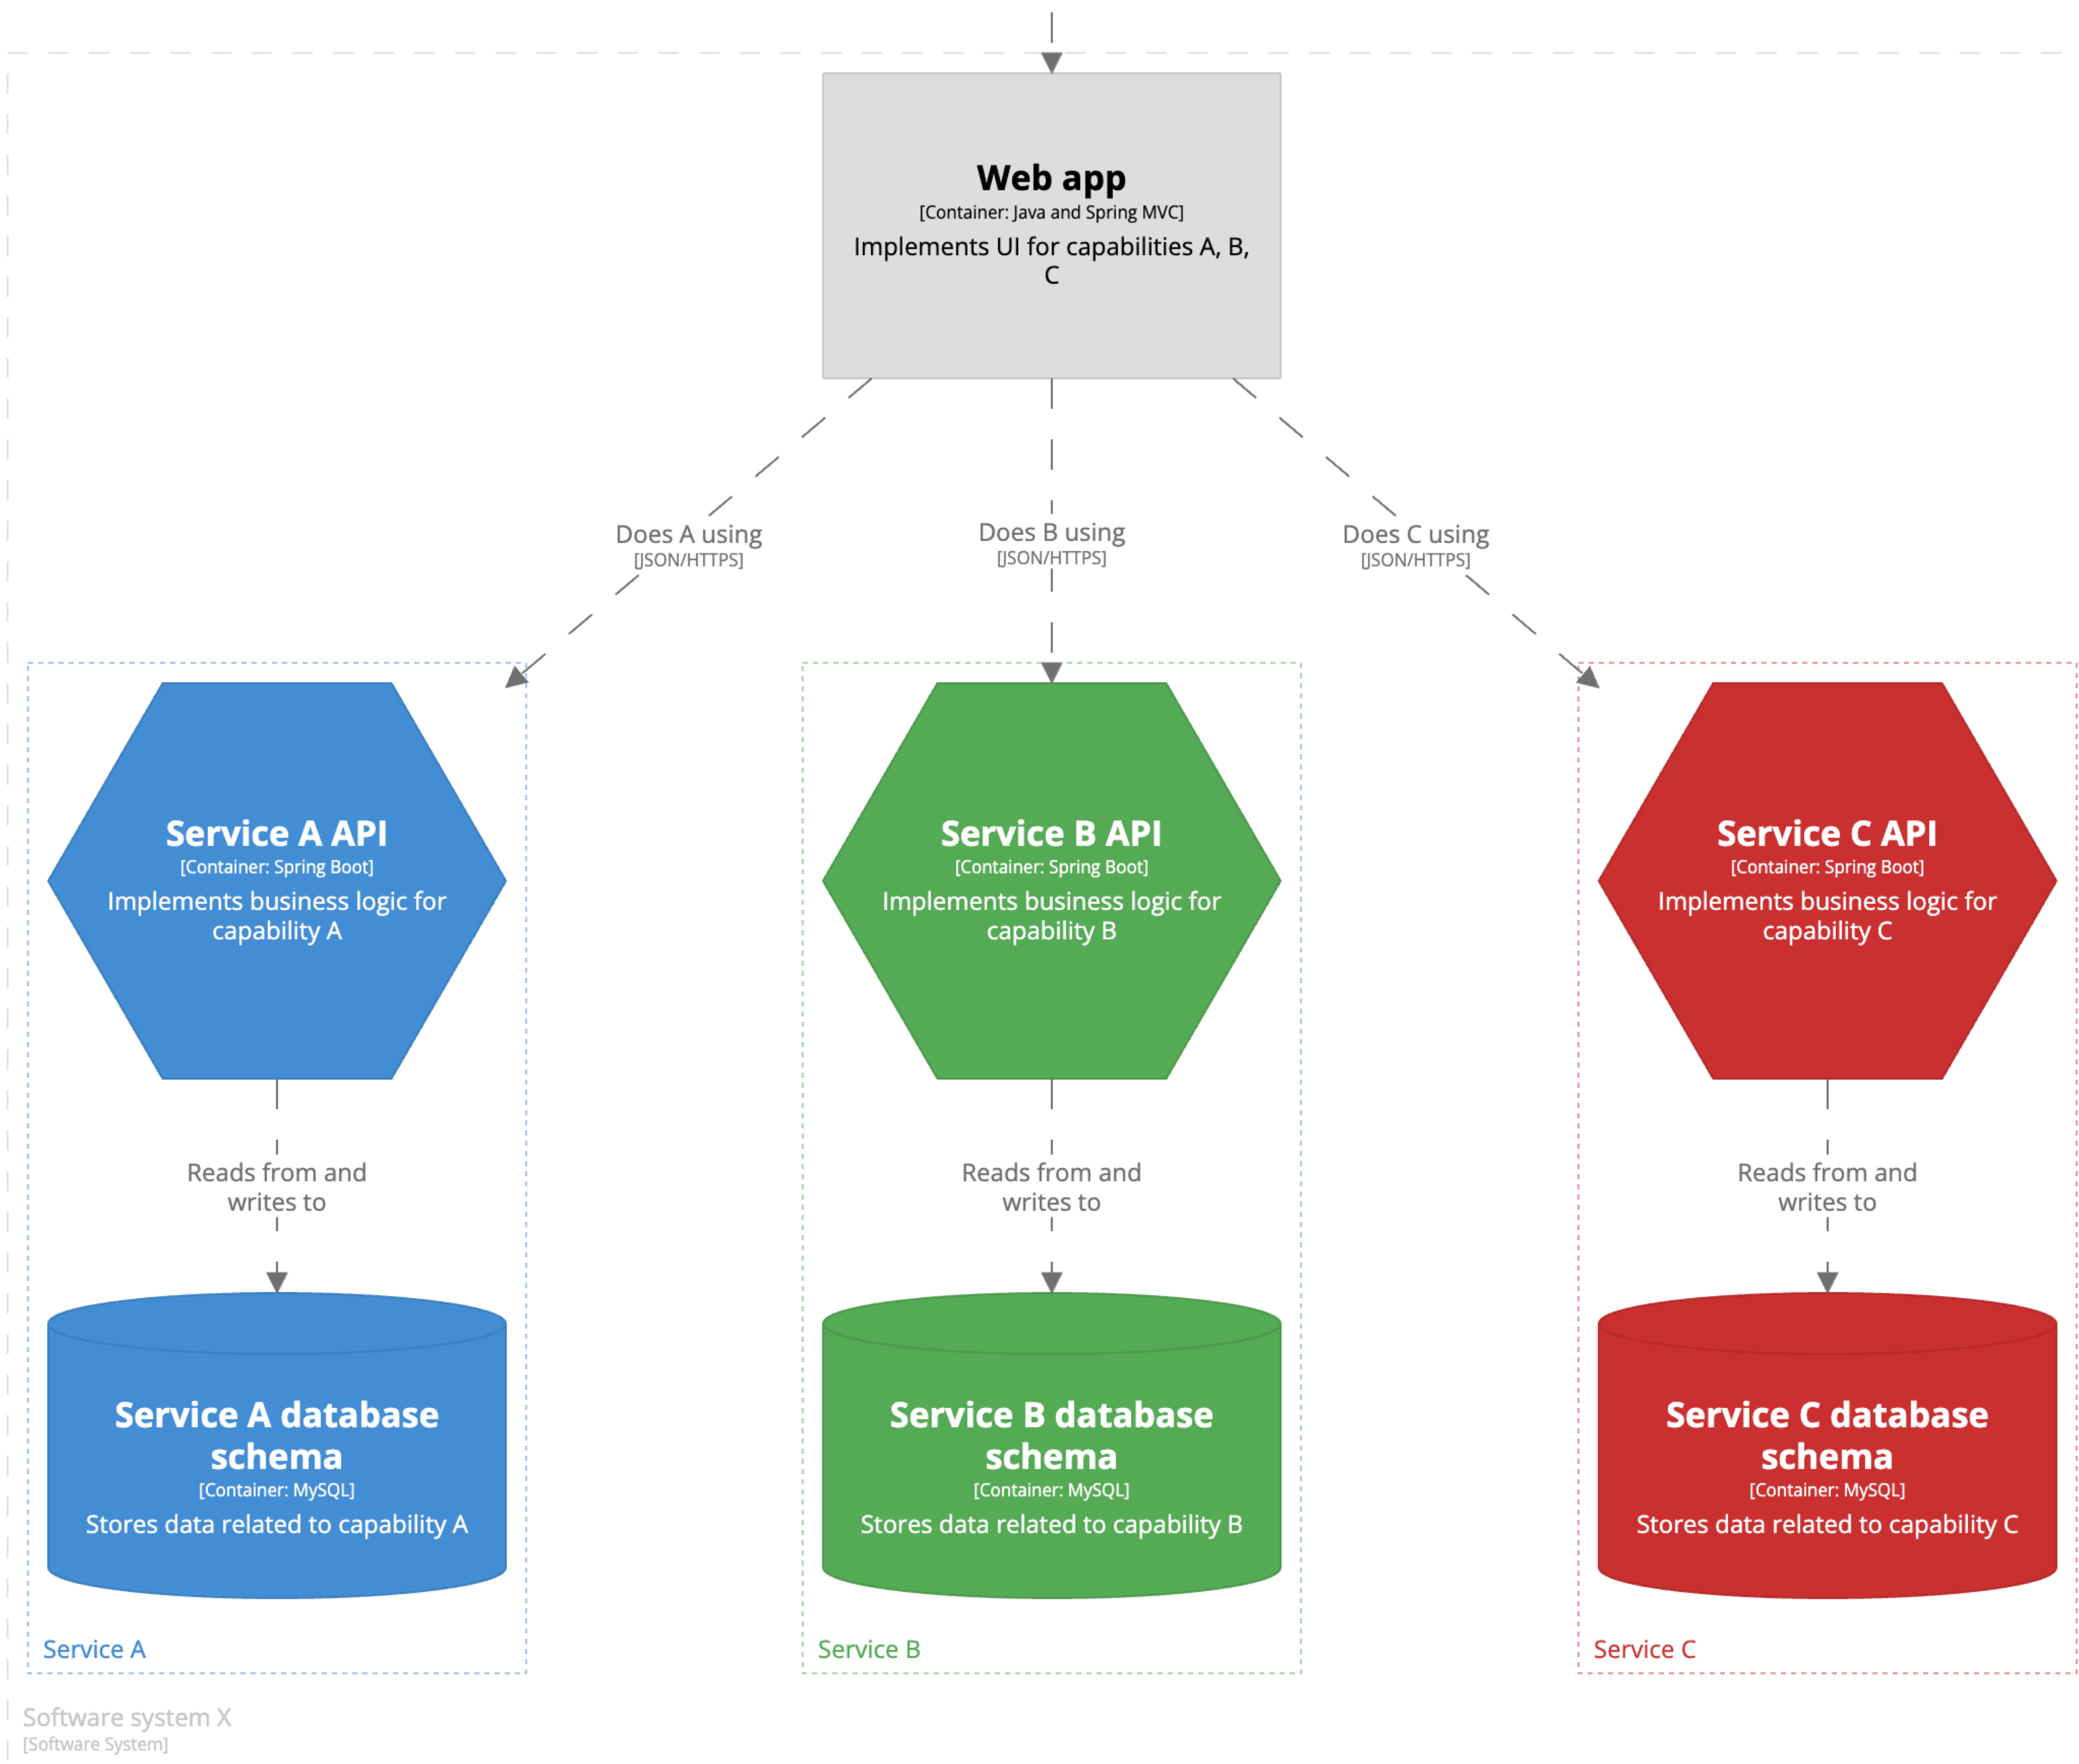 Web app
[Container: Java and Spring MVC]
Implements UI for capabilities A, B,
C
Does A using
[JSON/HTTPS]
Does B using
[JSON/HTTPS]
Does C using
[JSON/HTTPS]
Service A API
[Container: Spring Boot]
Implements business logic for
capability A
Service B API
[Container: Spring Boot]
Implements business logic for
capability B
Service C API
[Container: Spring Boot]
Implements business logic for
capability C
Reads from and
writes to
Reads from and
writes to
Reads from and
writes to
Service A database
schema
[Container: MySQL]
Stores data related to capability A
Service B database
schema
[Container: MySQL]
Stores data related to capability B
Service C database
schema
[Container: MySQL]
Stores data related to capability C
Service A
Service B
Service C
Software system X
[Software System]